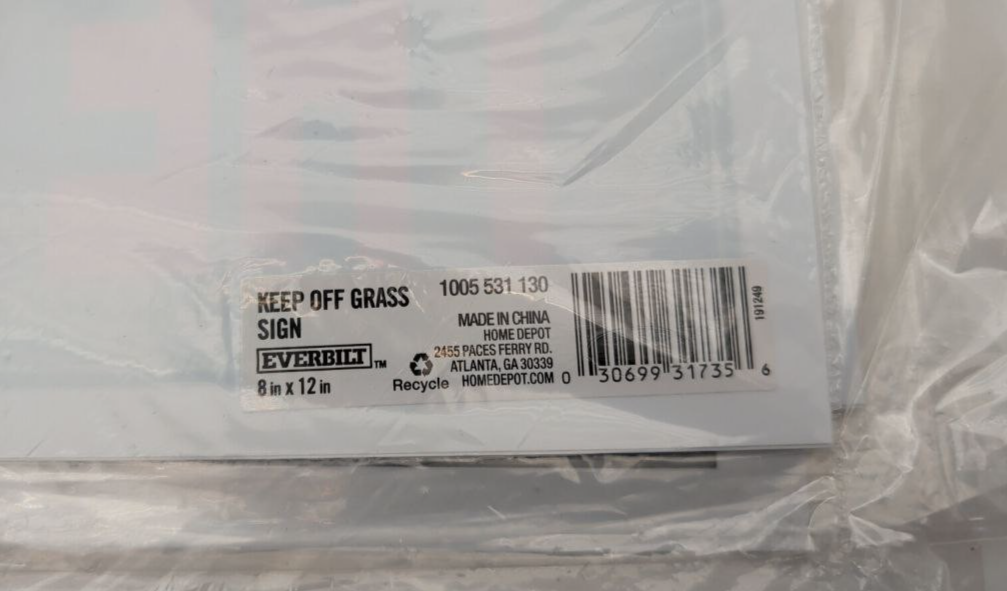 KEEP OFF GRASS
SIGN
EVERBILT™
8 in x 12 in
Recycle
1005 531 130
MADE IN CHINA
HOME DEPOT
2455 PACES FERRY RD.
ATLANTA, GA 30339
HOMEDEPOT.COM
0 30699 31735 6
191249